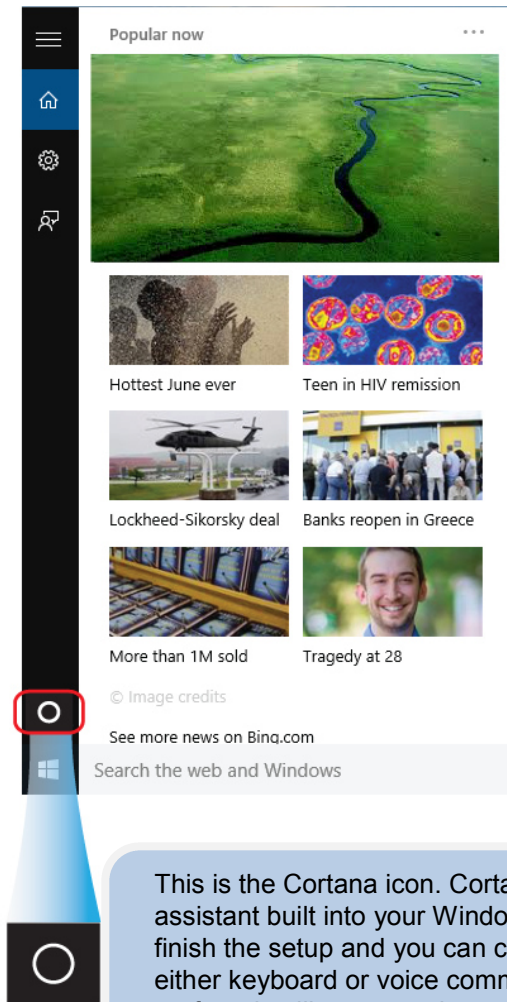 Popular now
Hottest June ever
Teen in HIV remission
Lockheed-Sikorsky deal
Banks reopen in Greece
More than 1M sold
Tragedy at 28
© Image credits
See more news on Bing.com
Search the web and Windows
This is the Cortana icon. Corta
assistant built into your Windo
finish the setup and you can c
either keyboard or voice comm